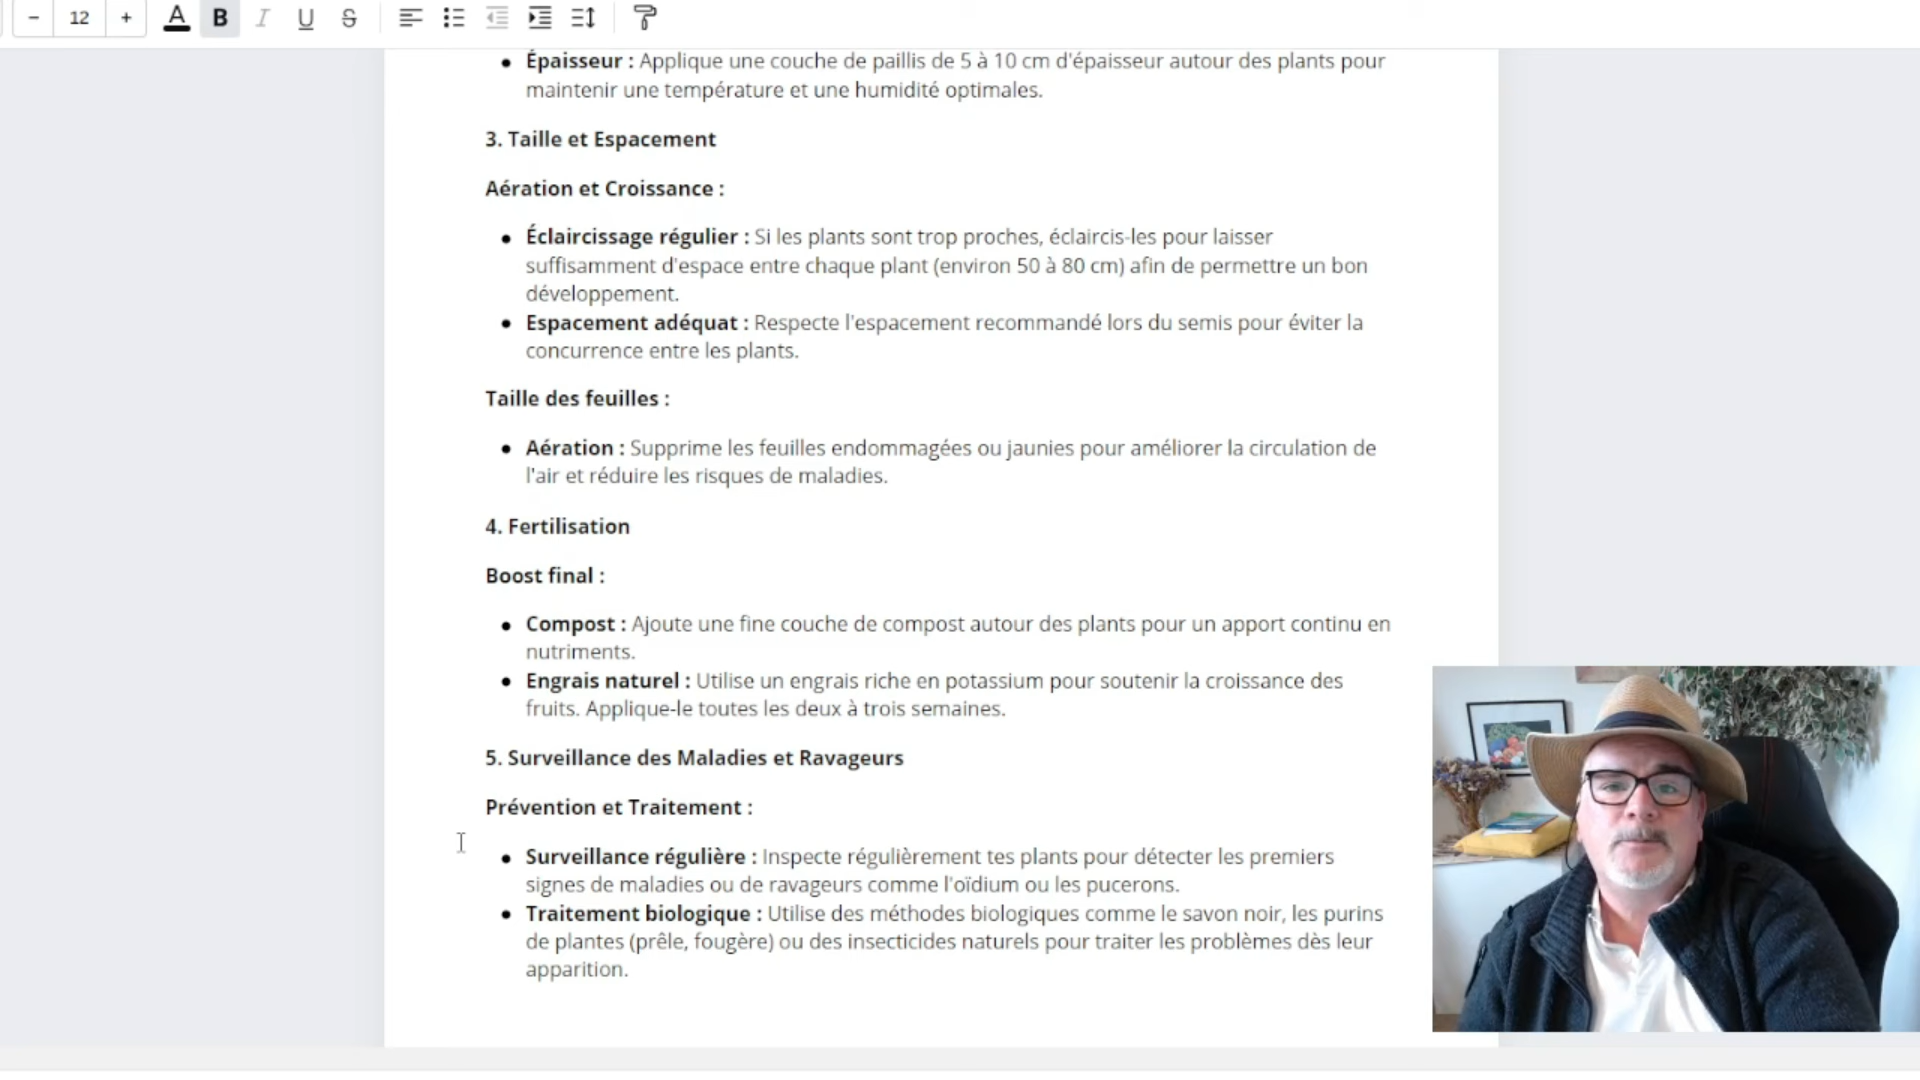 − 12 + A B I U S
Épaisseur : Applique une couche de paillis de 5 à 10 cm d'épaisseur autour des plants pour
maintenir une température et une humidité optimales.
3. Taille et Espacement
Aération et Croissance :
Éclaircissage régulier : Si les plants sont trop proches, éclaircis-les pour laisser
suffisamment d'espace entre chaque plant (environ 50 à 80 cm) afin de permettre un bon
développement.
Espacement adéquat : Respecte l'espacement recommandé lors du semis pour éviter la
concurrence entre les plants.
Taille des feuilles :
Aération : Supprime les feuilles endommagées ou jaunies pour améliorer la circulation de
l'air et réduire les risques de maladies.
4. Fertilisation
Boost final :
Compost : Ajoute une fine couche de compost autour des plants pour un apport continu en
nutriments.
Engrais naturel : Utilise un engrais riche en potassium pour soutenir la croissance des
fruits. Applique-le toutes les deux à trois semaines.
5. Surveillance des Maladies et Ravageurs
Prévention et Traitement :
Surveillance régulière : Inspecte régulièrement tes plants pour détecter les premiers
signes de maladies ou de ravageurs comme l'oïdium ou les pucerons.
Traitement biologique : Utilise des méthodes biologiques comme le savon noir, les purins
de plantes (prêle, fougère) ou des insecticides naturels pour traiter les problèmes dès leur
apparition.